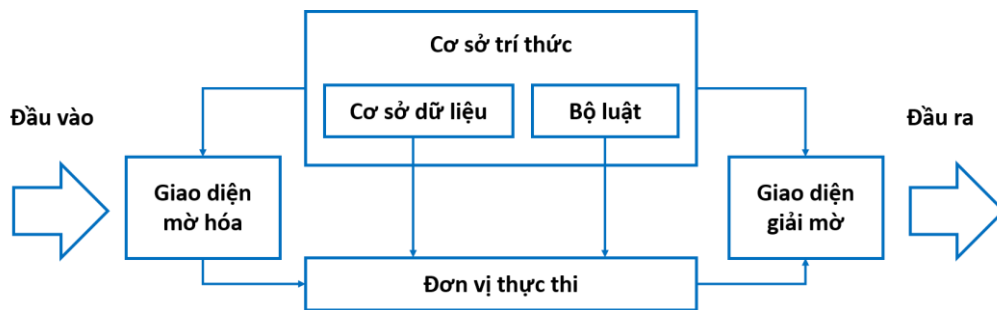 Cơ sở trí thức
Cơ sở dữ liệu
Bộ luật
Đầu vào
Đầu ra
Giao diện
mờ hóa
Giao diện
giải mờ
Đơn vị thực thi